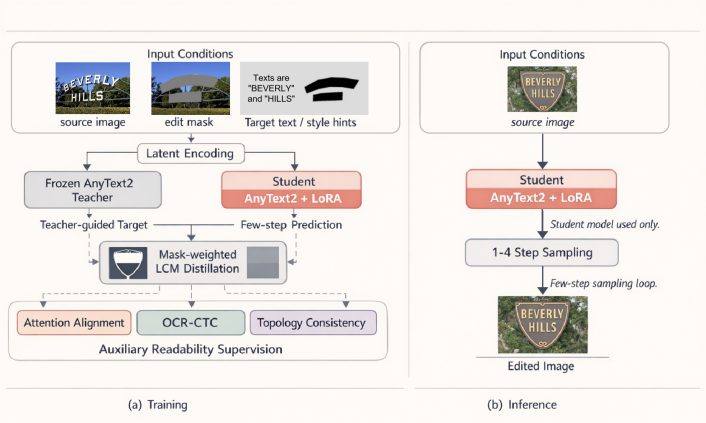 Input Conditions
BEVERLY
HILLS
source image
edit mask
Texts are
"BEVERLY"
and "HILLS"
Target text / style hints
Latent Encoding
Frozen AnyText2
Teacher
Student
AnyText2 + LoRA
Teacher-guided Target
Few-step Prediction
Mask-weighted
LCM Distillation
Attention Alignment
OCR-CTC
Topology Consistency
Auxiliary Readability Supervision
(a) Training
Input Conditions
BEVERLY
HILLS
source image
Student
AnyText2 + LoRA
Student model used only.
1-4 Step Sampling
Few-step sampling loop.
BEVERLY
HILLS
Edited Image
(b) Inference